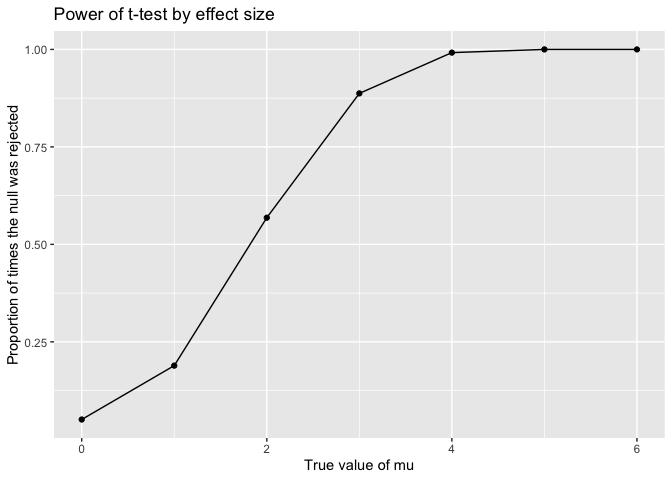 Power of t-test by effect size
Proportion of times the null was rejected
1.00
0.75
0.50
0.25
0 2 4 6
True value of mu